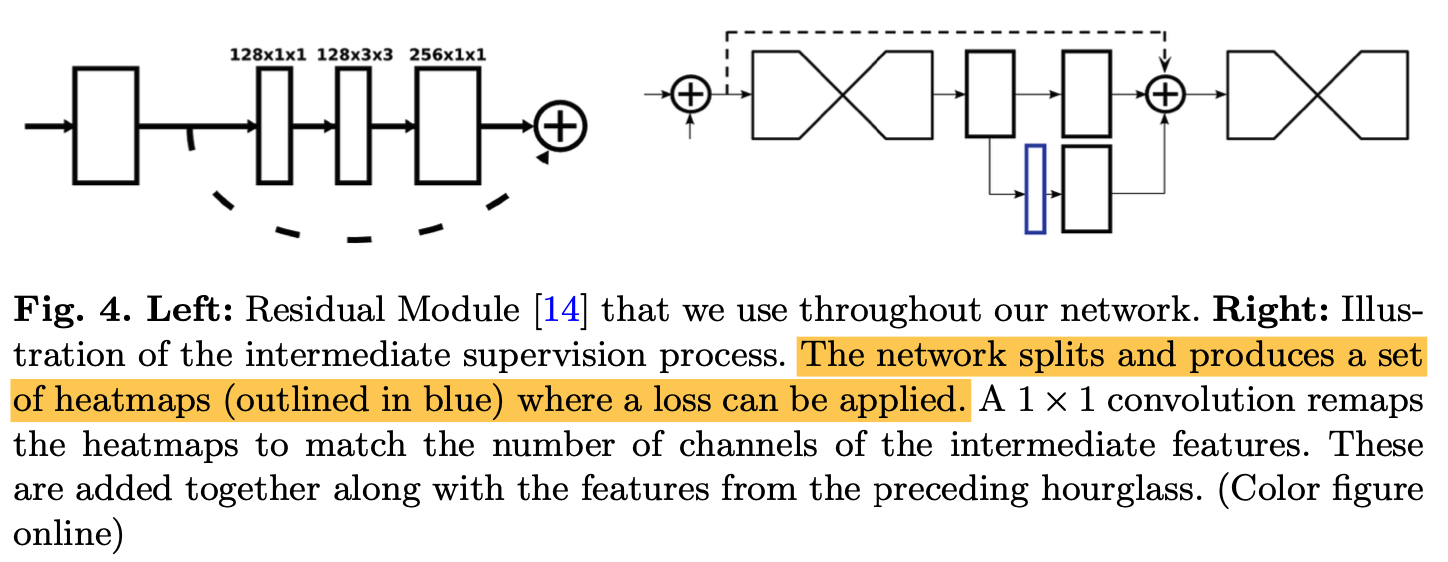 128x1x1 128x3x3 256x1x1
Fig. 4. Left: Residual Module [14] that we use throughout our network. Right: Illus-
tration of the intermediate supervision process. The network splits and produces a set
of heatmaps (outlined in blue) where a loss can be applied. A 1 × 1 convolution remaps
the heatmaps to match the number of channels of the intermediate features. These
are added together along with the features from the preceding hourglass. (Color figure
online)